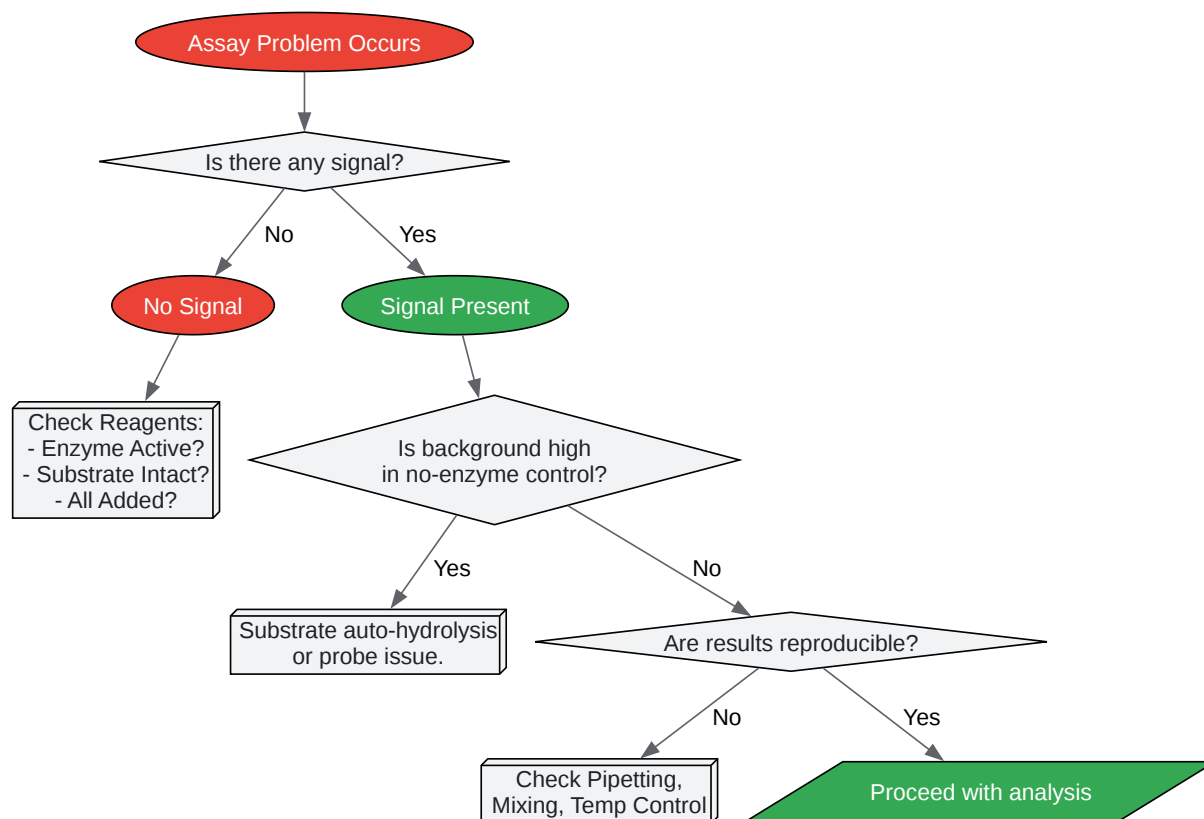 Assay Problem Occurs
Is there any signal?
No
Yes
No Signal
Signal Present
Check Reagents:
- Enzyme Active?
- Substrate Intact?
- All Added?
Is background high
in no-enzyme control?
Yes
No
Substrate auto-hydrolysis
or probe issue.
Are results reproducible?
No
Yes
Check Pipetting,
Mixing, Temp Control
Proceed with analysis